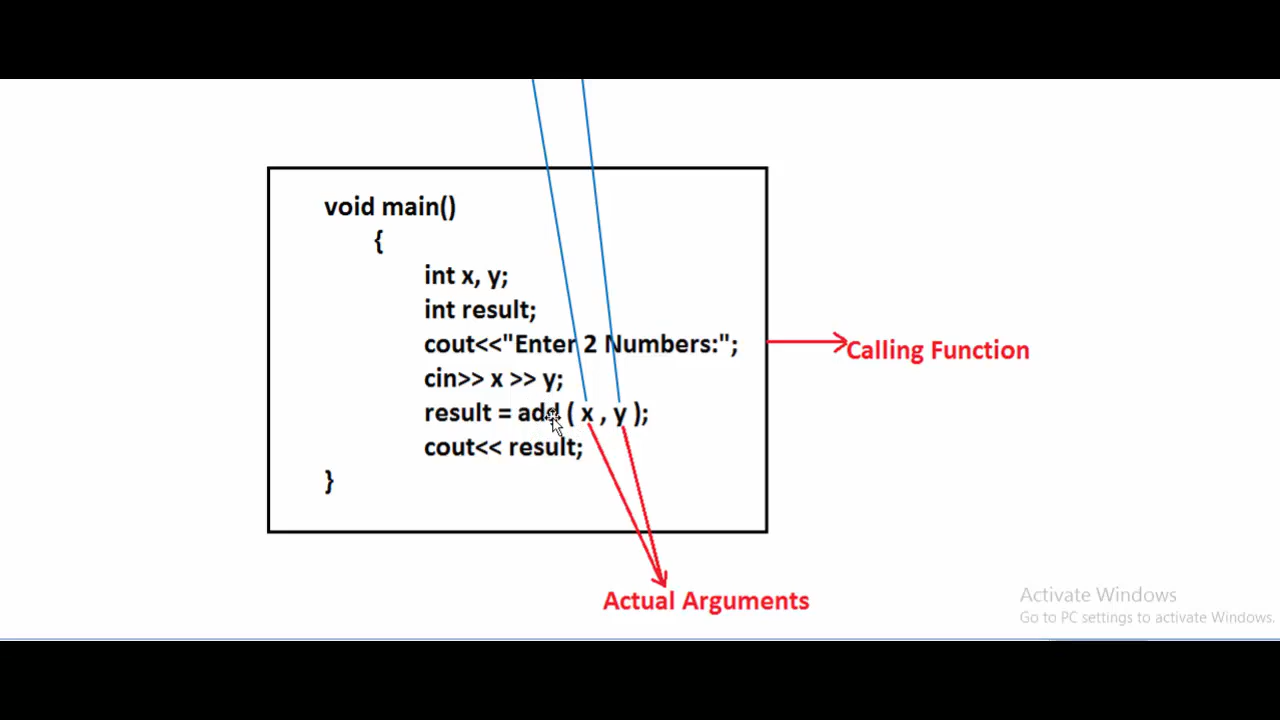 void main()
{
int x, y;
int result;
cout<<"Enter 2 Numbers:";
cin>> x >> y;
result = add ( x , y );
cout<< result;
}
Calling Function
Actual Arguments
Activate Windows
Go to PC settings to activate Windows.